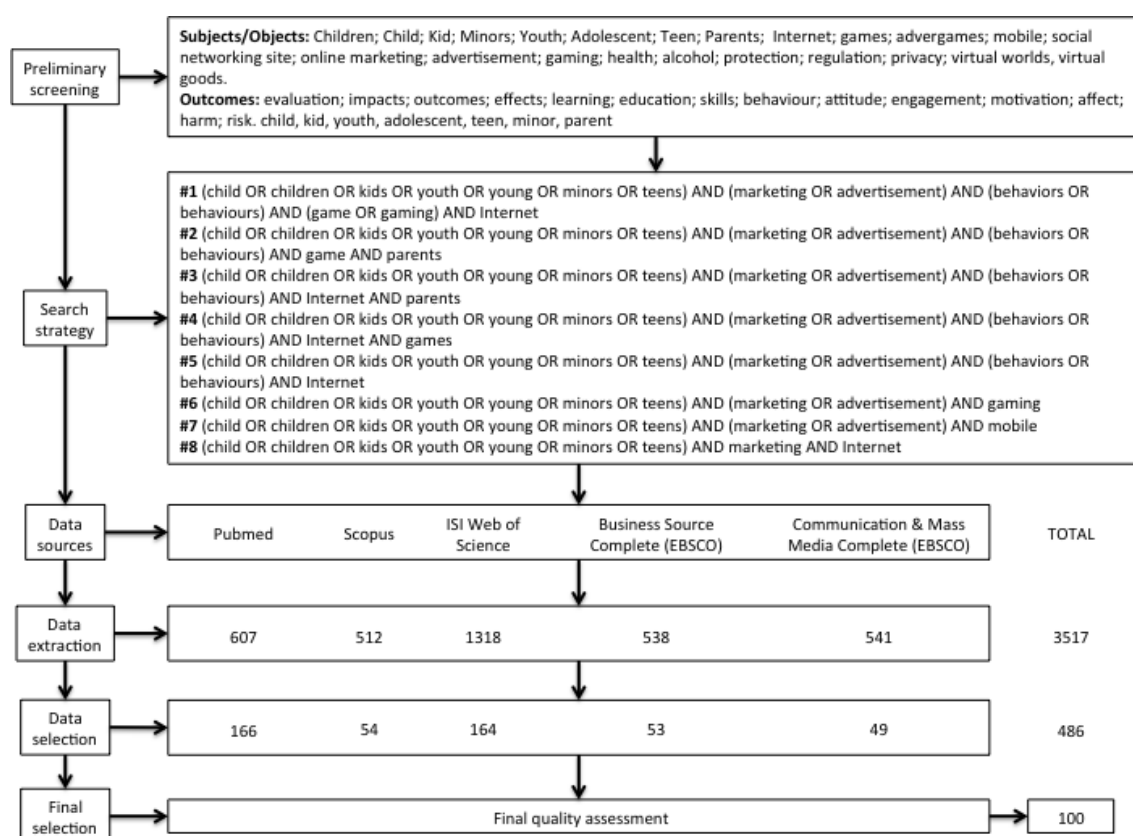 Preliminary
screening
Subjects/Objects: Children; Child; Kid; Minors; Youth; Adolescent; Teen; Parents; Internet; games; advergames; mobile; social
networking site; online marketing; advertisement; gaming; health; alcohol; protection; regulation; privacy; virtual worlds, virtual
goods.
Outcomes: evaluation; impacts; outcomes; effects; learning; education; skills; behaviour; attitude; engagement; motivation; affect;
harm; risk. child, kid, youth, adolescent, teen, minor, parent
Search
strategy
#1 (child OR children OR kids OR youth OR young OR minors OR teens) AND (marketing OR advertisement) AND (behaviors OR
behaviours) AND (game OR gaming) AND Internet
#2 (child OR children OR kids OR youth OR young OR minors OR teens) AND (marketing OR advertisement) AND (behaviors OR
behaviours) AND game AND parents
#3 (child OR children OR kids OR youth OR young OR minors OR teens) AND (marketing OR advertisement) AND (behaviors OR
behaviours) AND Internet AND parents
#4 (child OR children OR kids OR youth OR young OR minors OR teens) AND (marketing OR advertisement) AND (behaviors OR
behaviours) AND Internet AND games
#5 (child OR children OR kids OR youth OR young OR minors OR teens) AND (marketing OR advertisement) AND (behaviors OR
behaviours) AND Internet
#6 (child OR children OR kids OR youth OR young OR minors OR teens) AND (marketing OR advertisement) AND gaming
#7 (child OR children OR kids OR youth OR young OR minors OR teens) AND (marketing OR advertisement) AND mobile
#8 (child OR children OR kids OR youth OR young OR minors OR teens) AND marketing AND Internet
Data
sources
Pubmed
Scopus
ISI Web of
Science
Business Source
Complete (EBSCO)
Communication & Mass
Media Complete (EBSCO)
TOTAL
Data
extraction
607 512 1318 538 541 3517
Data
selection
166 54 164 53 49 486
Final
selection
Final quality assessment
100